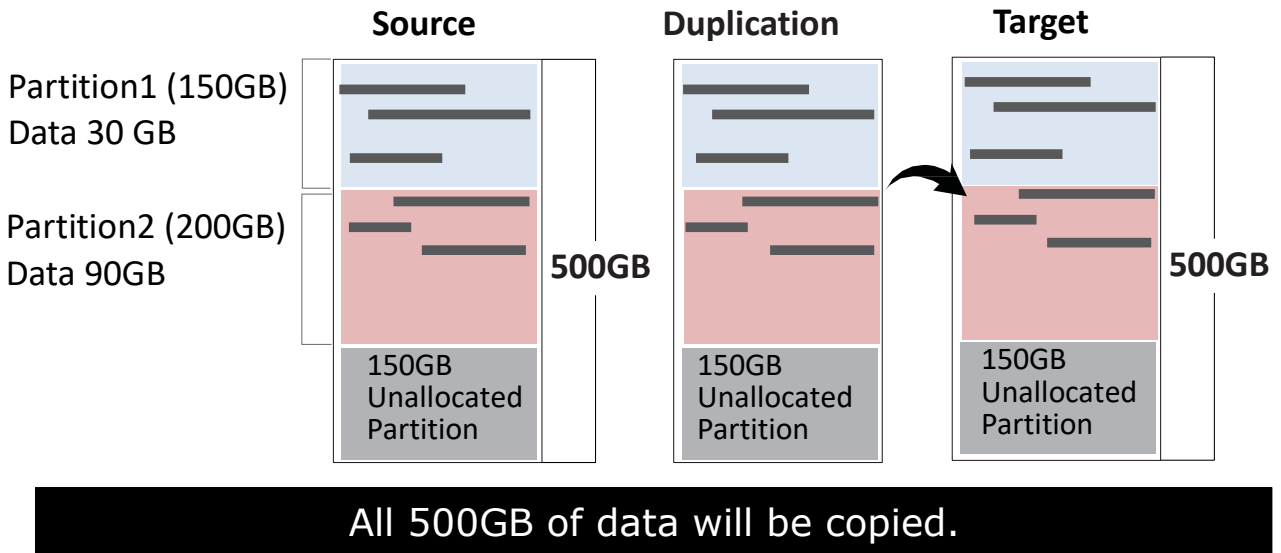 Source
Duplication
Target
Partition1 (150GB)
Data 30 GB
Partition2 (200GB)
Data 90GB
500GB
500GB
150GB
Unallocated
Partition
150GB
Unallocated
Partition
150GB
Unallocated
Partition
All 500GB of data will be copied.